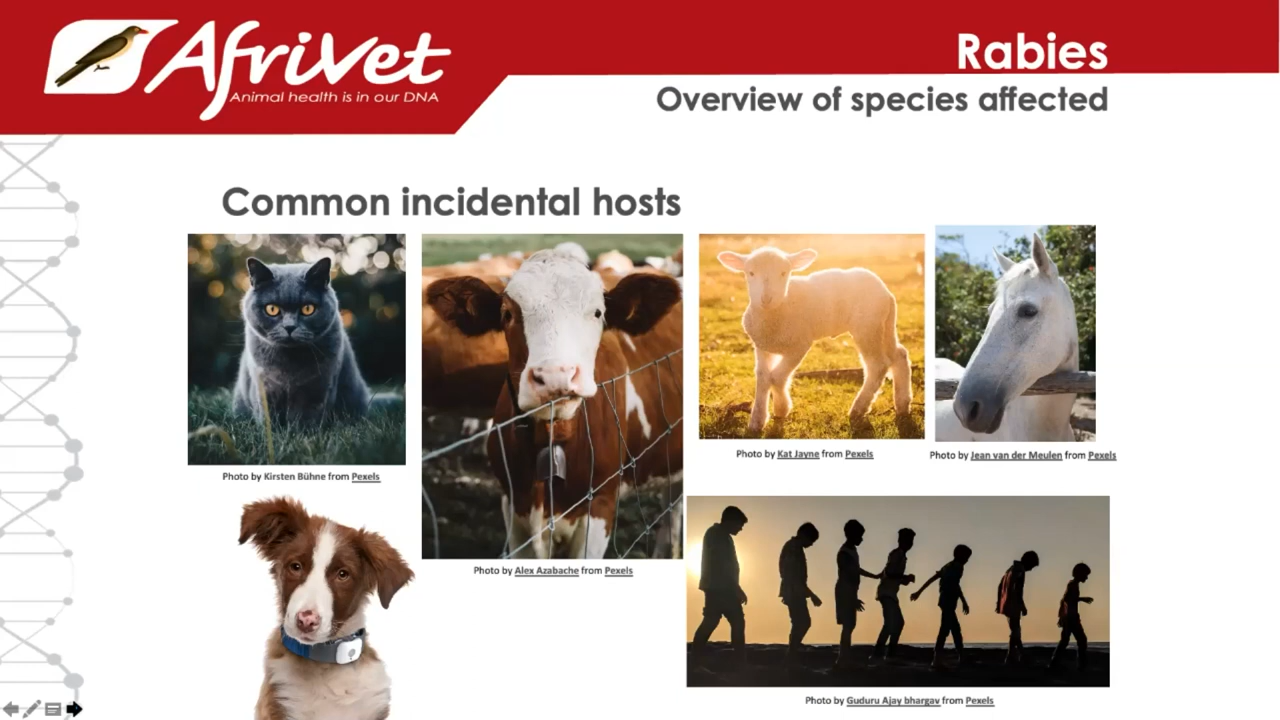 AfriVet
Animal health is in our DNA
Rabies
Overview of species affected
Common incidental hosts
Photo by Kirsten Bühne from Pexels
Photo by Alex Azabache from Pexels
Photo by Kat Jayne from Pexels
Photo by Jean van der Meulen from Pexels
Photo by Guduru Ajay bhargav from Pexels